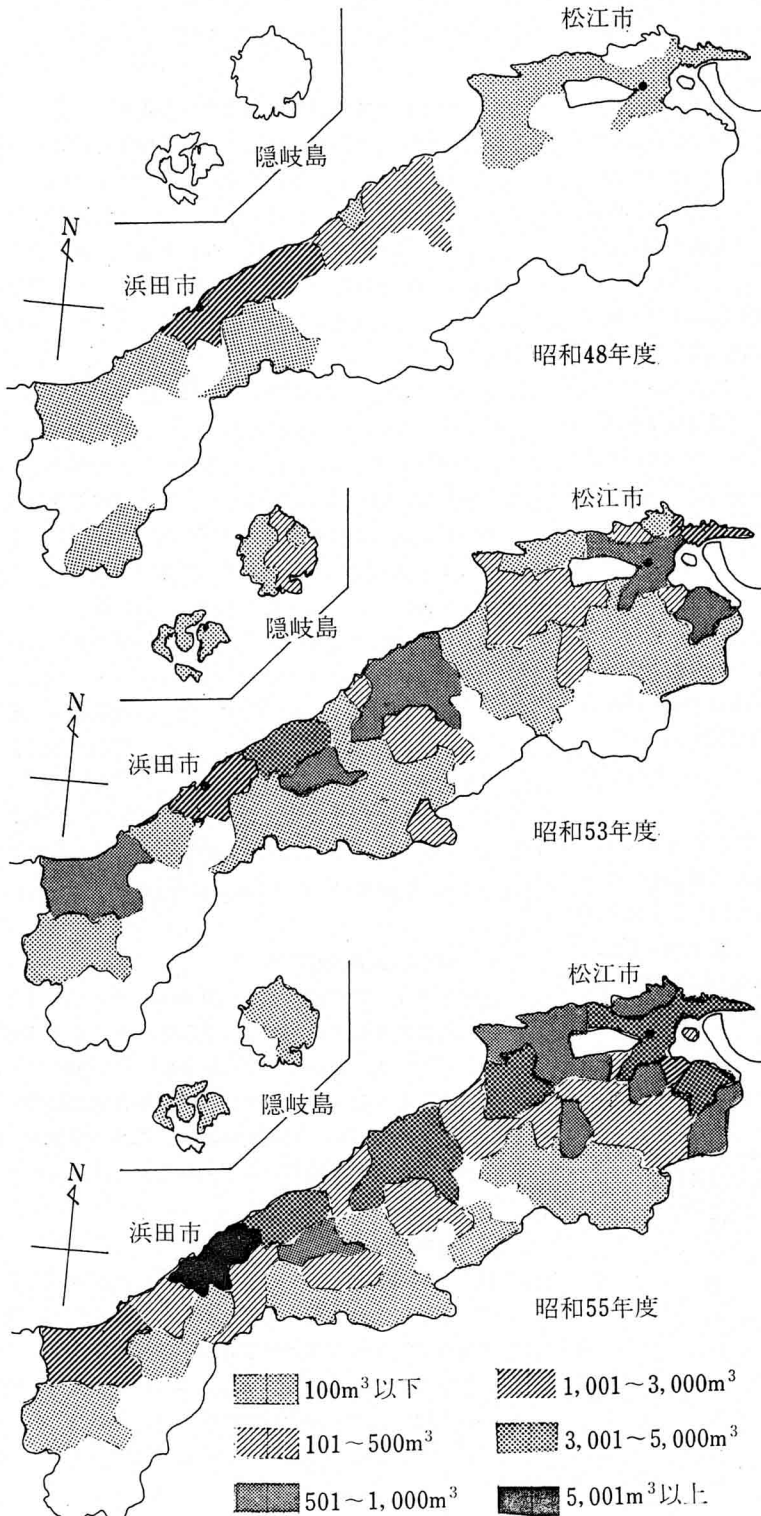 松江市
隠岐島
N
浜田市
昭和48年度
松江市
隠岐島
N
浜田市
昭和53年度
松江市
隠岐島
N
浜田市
昭和55年度
100m³以下
1,001~3,000m³
101~500m³
3,001~5,000m³
501~1,000m³
5,001m³以上